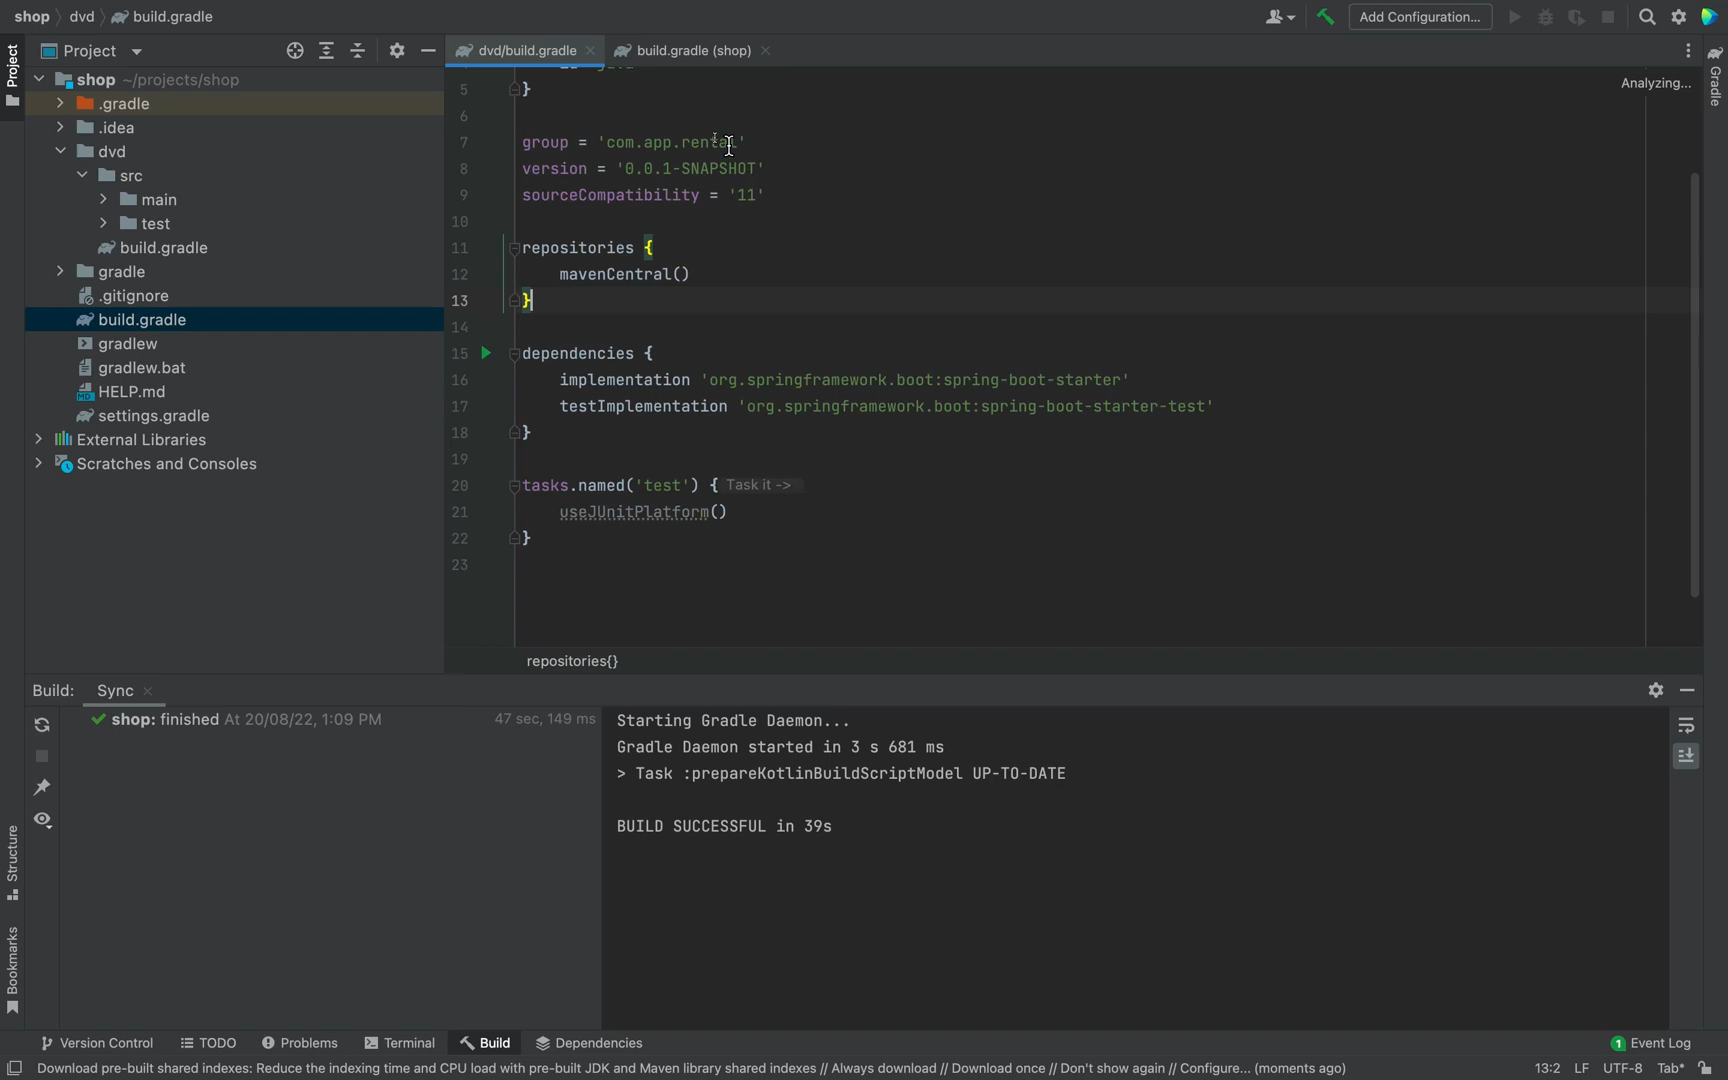 shop
dvd
build.gradle
Add Configuration...
Project
Project
shop ~/projects/shop
.gradle
.idea
dvd
src
main
test
build.gradle
gradle
.gitignore
build.gradle
gradlew
gradlew.bat
HELP.md
settings.gradle
External Libraries
Scratches and Consoles
dvd/build.gradle
build.gradle (shop)
Analyzing...
Gradle
5 }
6
7 group = 'com.app.rental'
8 version = '0.0.1-SNAPSHOT'
9 sourceCompatibility = '11'
10
11 repositories {
12 mavenCentral()
13 }
14
15 dependencies {
16 implementation 'org.springframework.boot:spring-boot-starter'
17 testImplementation 'org.springframework.boot:spring-boot-starter-test'
18 }
19
20 tasks.named('test') { Task it ->
21 useJUnitPlatform()
22 }
23
repositories{}
Build: Sync
shop: finished At 20/08/22, 1:09 PM 47 sec, 149 ms
Starting Gradle Daemon...
Gradle Daemon started in 3 s 681 ms
> Task :prepareKotlinBuildScriptModel UP-TO-DATE
BUILD SUCCESSFUL in 39s
Structure
Bookmarks
Version Control
TODO
Problems
Terminal
Build
Dependencies
1 Event Log
Download pre-built shared indexes: Reduce the indexing time and CPU load with pre-built JDK and Maven library shared indexes // Always download // Download once // Don't show again // Configure... (moments ago)
13:2 LF UTF-8 Tab*